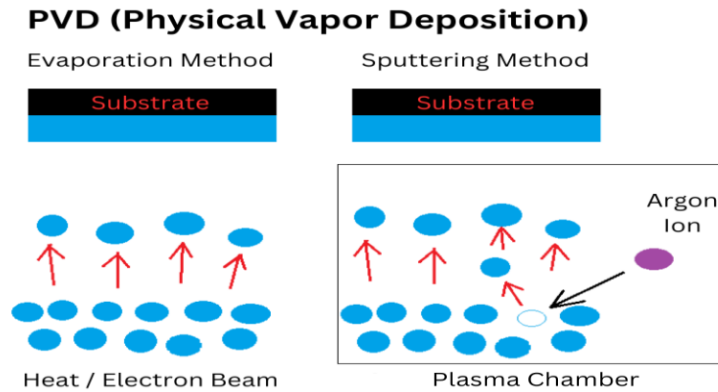 PVD (Physical Vapor Deposition)
Evaporation Method
Sputtering Method
Substrate
Substrate
Argon
Ion
Heat / Electron Beam
Plasma Chamber